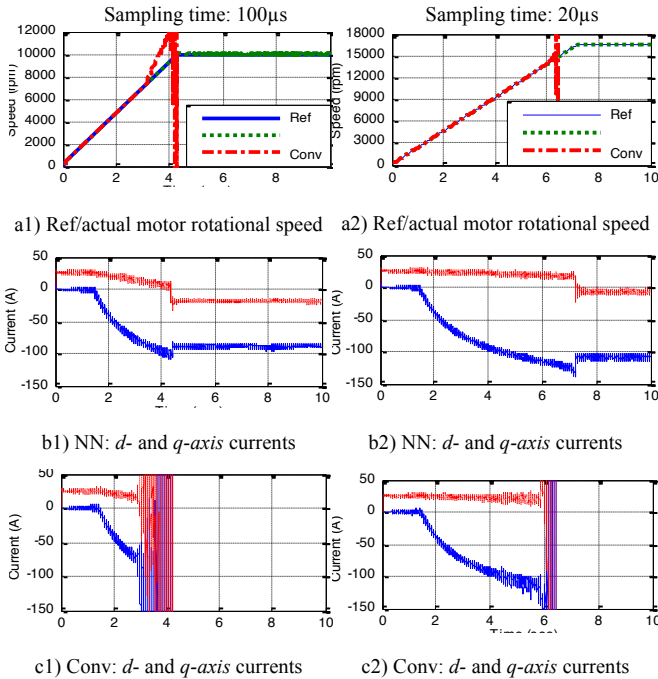 Sampling time: 100µs
Sampling time: 20µs
12000
10000
8000
6000
4000
2000
0
Speed (rpm)
0 2 4 6 8 10
Ref
Conv
18000
15000
12000
9000
6000
3000
0
Speed (rpm)
0 2 4 6 8 10
Ref
Conv
a1) Ref/actual motor rotational speed
a2) Ref/actual motor rotational speed
50
0
-50
-100
-150
Current (A)
0 2 4 6 8 10
50
0
-50
-100
-150
Current (A)
0 2 4 6 8 10
b1) NN: d- and q-axis currents
b2) NN: d- and q-axis currents
50
0
-50
-100
-150
Current (A)
0 2 4 6 8 10
50
0
-50
-100
-150
Current (A)
0 2 4 6 8 10
Time (sec)
c1) Conv: d- and q-axis currents
c2) Conv: d- and q-axis currents